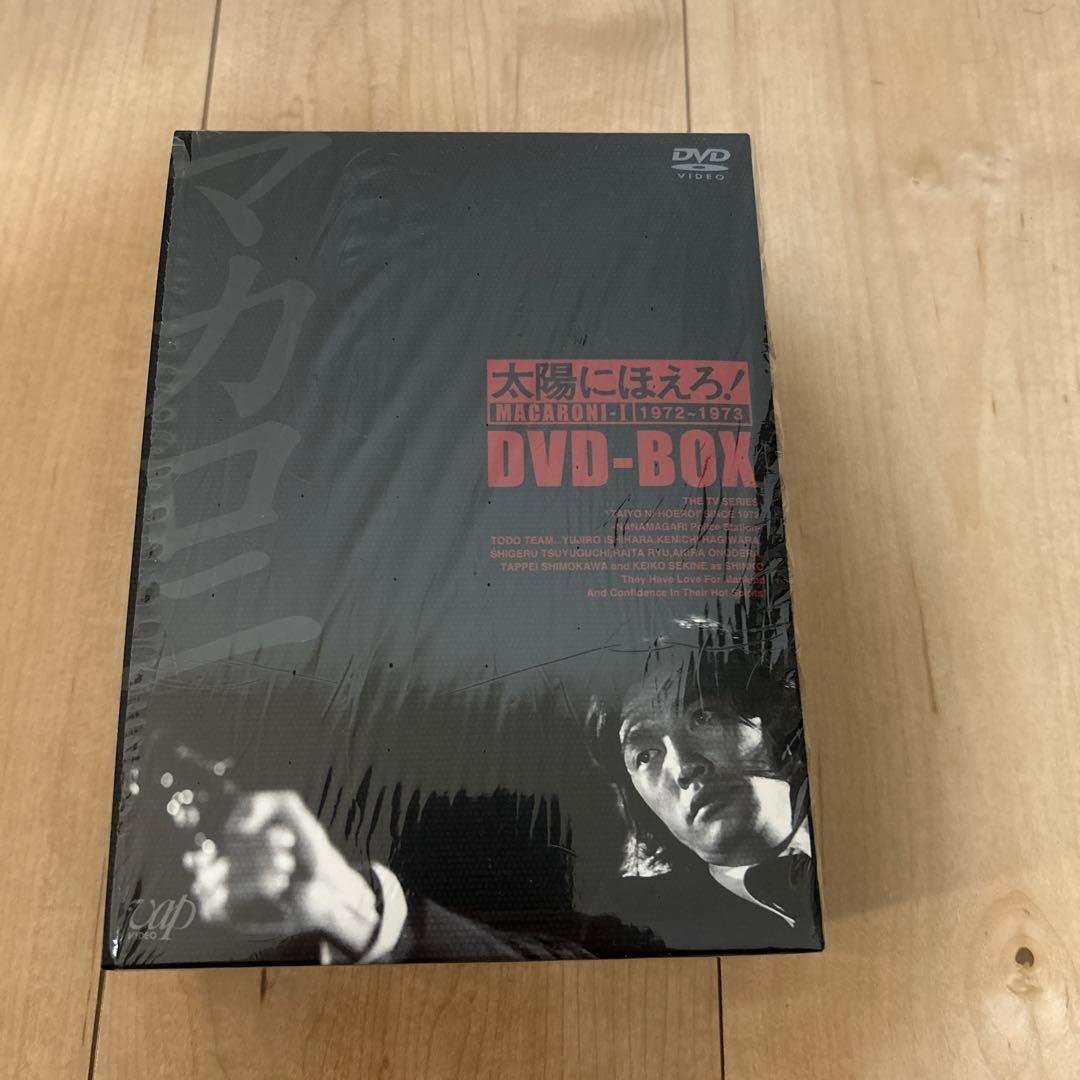 マカロニ
DVD
VIDEO
太陽にほえろ!
MACARONI-I 1972~1973
DVD-BOX
THE TV SERIES
"TAIYO NI HOERO!" SINCE 1972
NANAMAGARI Police Station
TODO TEAM...YUJIRO ISHIHARA,KENICHI HAGIWARA,
SHIGERU TSUYUGUCHI,RAITA RYU,AKIRA ONODERA,
TAPPEI SHIMOKAWA and KEIKO SEKINE as SHINKO
They Have Love For Mankind
And Confidence In Their Hot Spirits!
vap
VIDEO